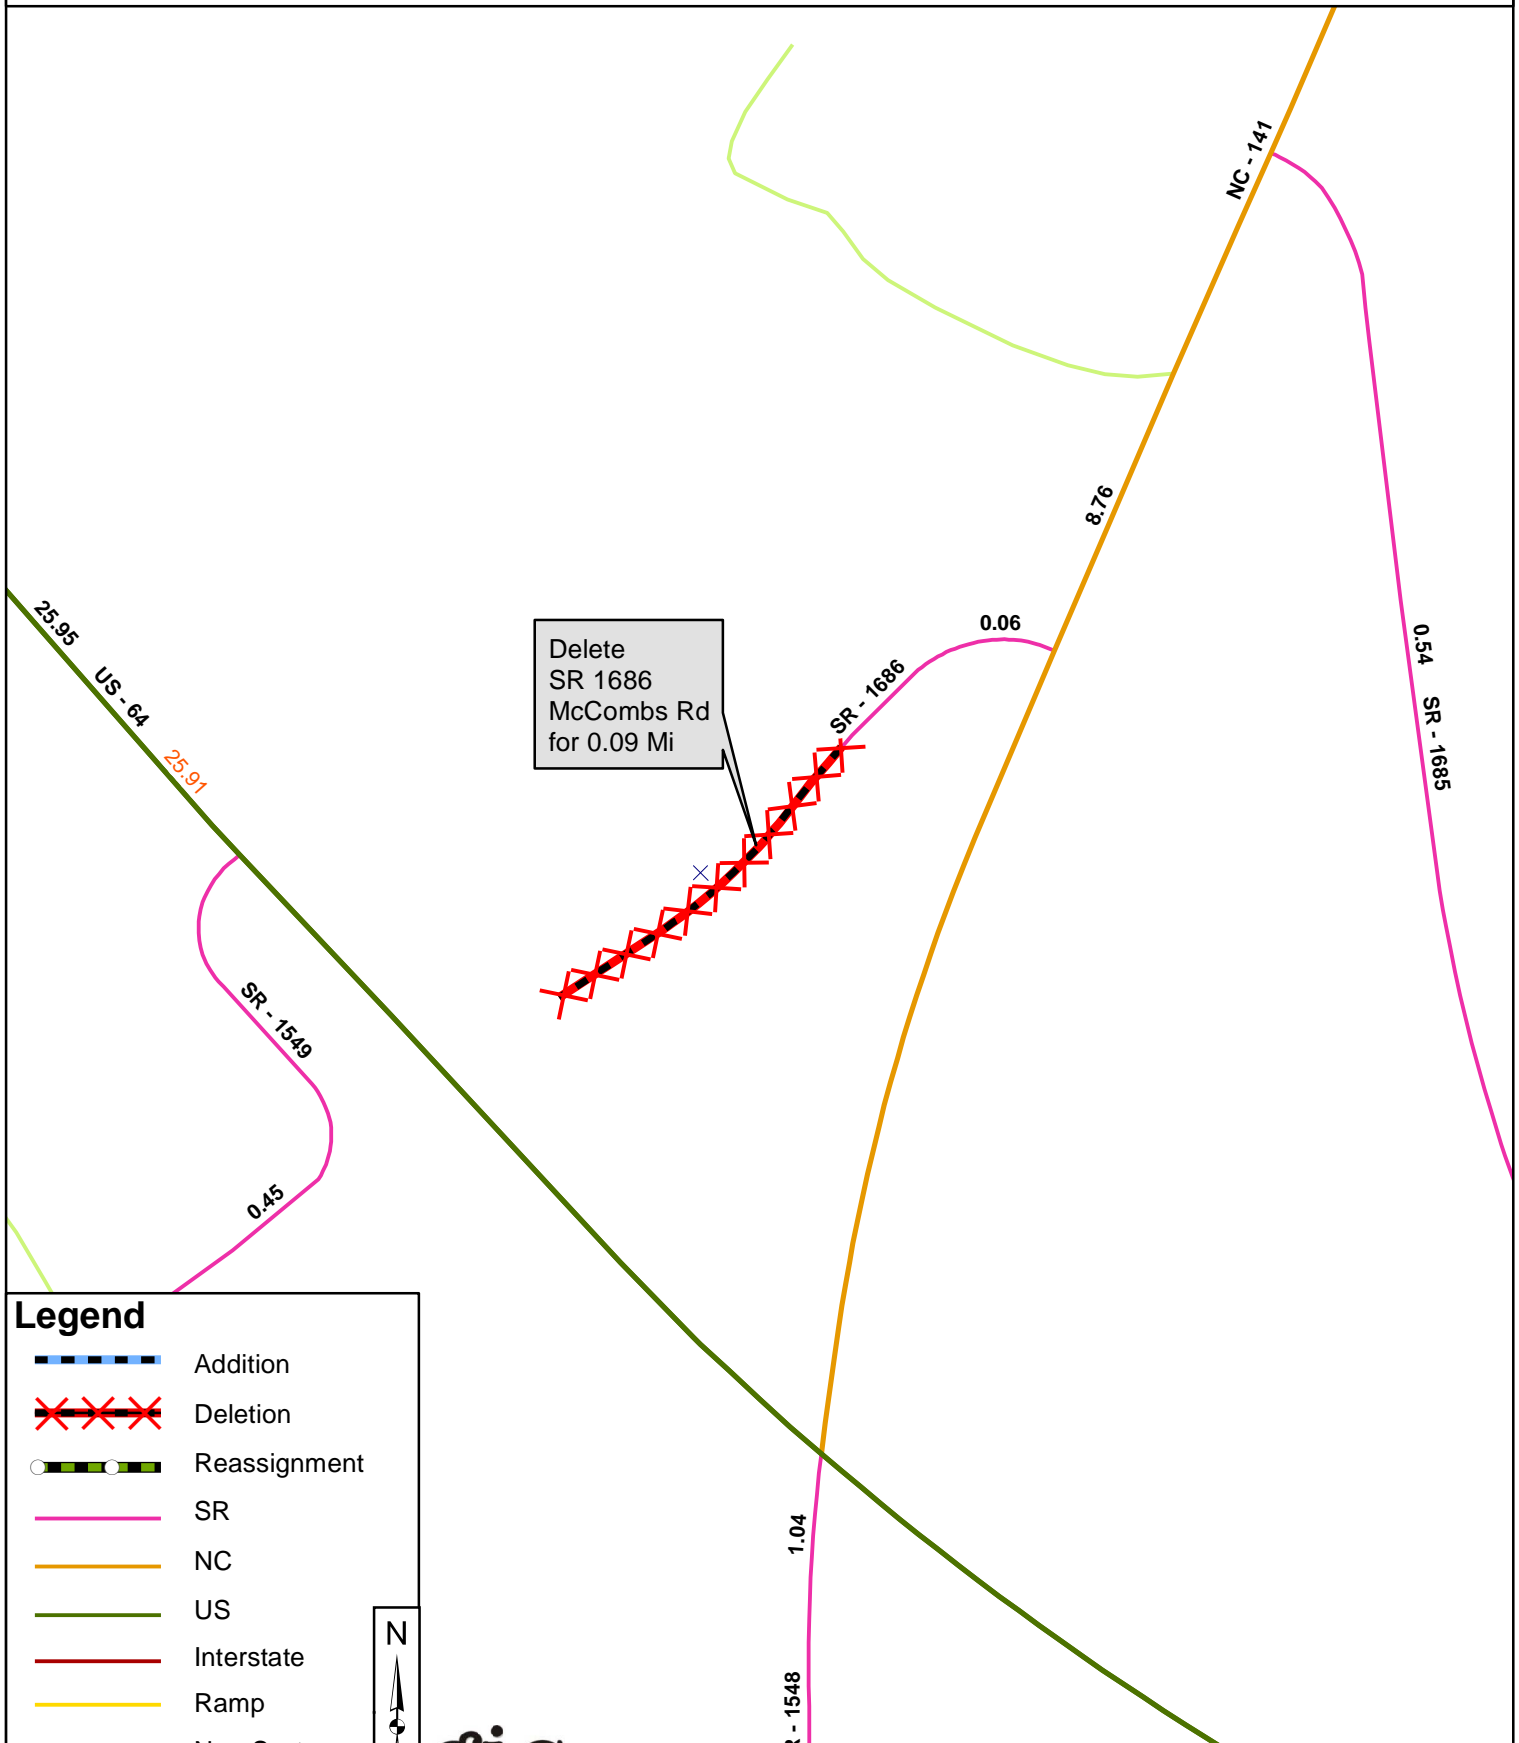 NC - 141
8.76
0.06
SR - 1686
0.54 SR - 1685
25.95 US - 64
25.91
Delete
SR 1686
McCombs Rd
for 0.09 Mi
SR - 1549
0.45
1.04
- 1548
Legend
Addition
Deletion
Reassignment
SR
NC
US
Interstate
Ramp
N